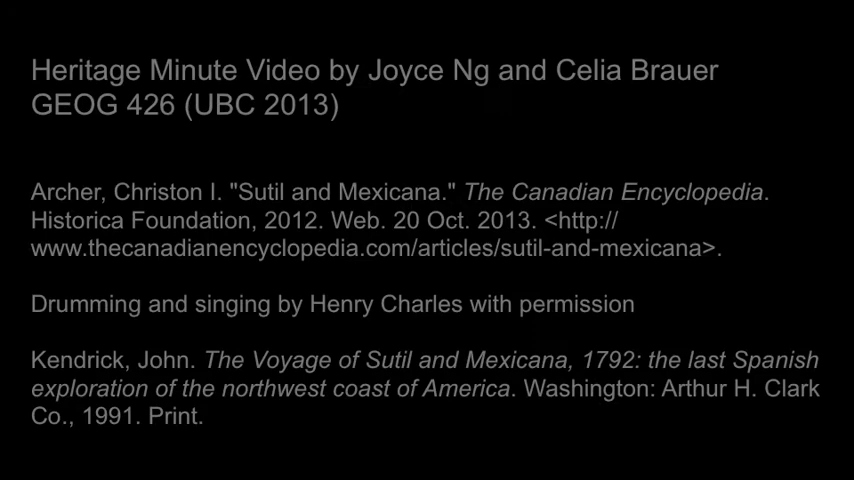 Heritage Minute Video by Joyce Ng and Celia Brauer
GEOG 426 (UBC 2013)
Archer, Christon I. "Sutil and Mexicana." The Canadian Encyclopedia.
Historica Foundation, 2012. Web. 20 Oct. 2013. <http://
www.thecanadianencyclopedia.com/articles/sutil-and-mexicana>.
Drumming and singing by Henry Charles with permission
Kendrick, John. The Voyage of Sutil and Mexicana, 1792: the last Spanish
exploration of the northwest coast of America. Washington: Arthur H. Clark
Co., 1991. Print.